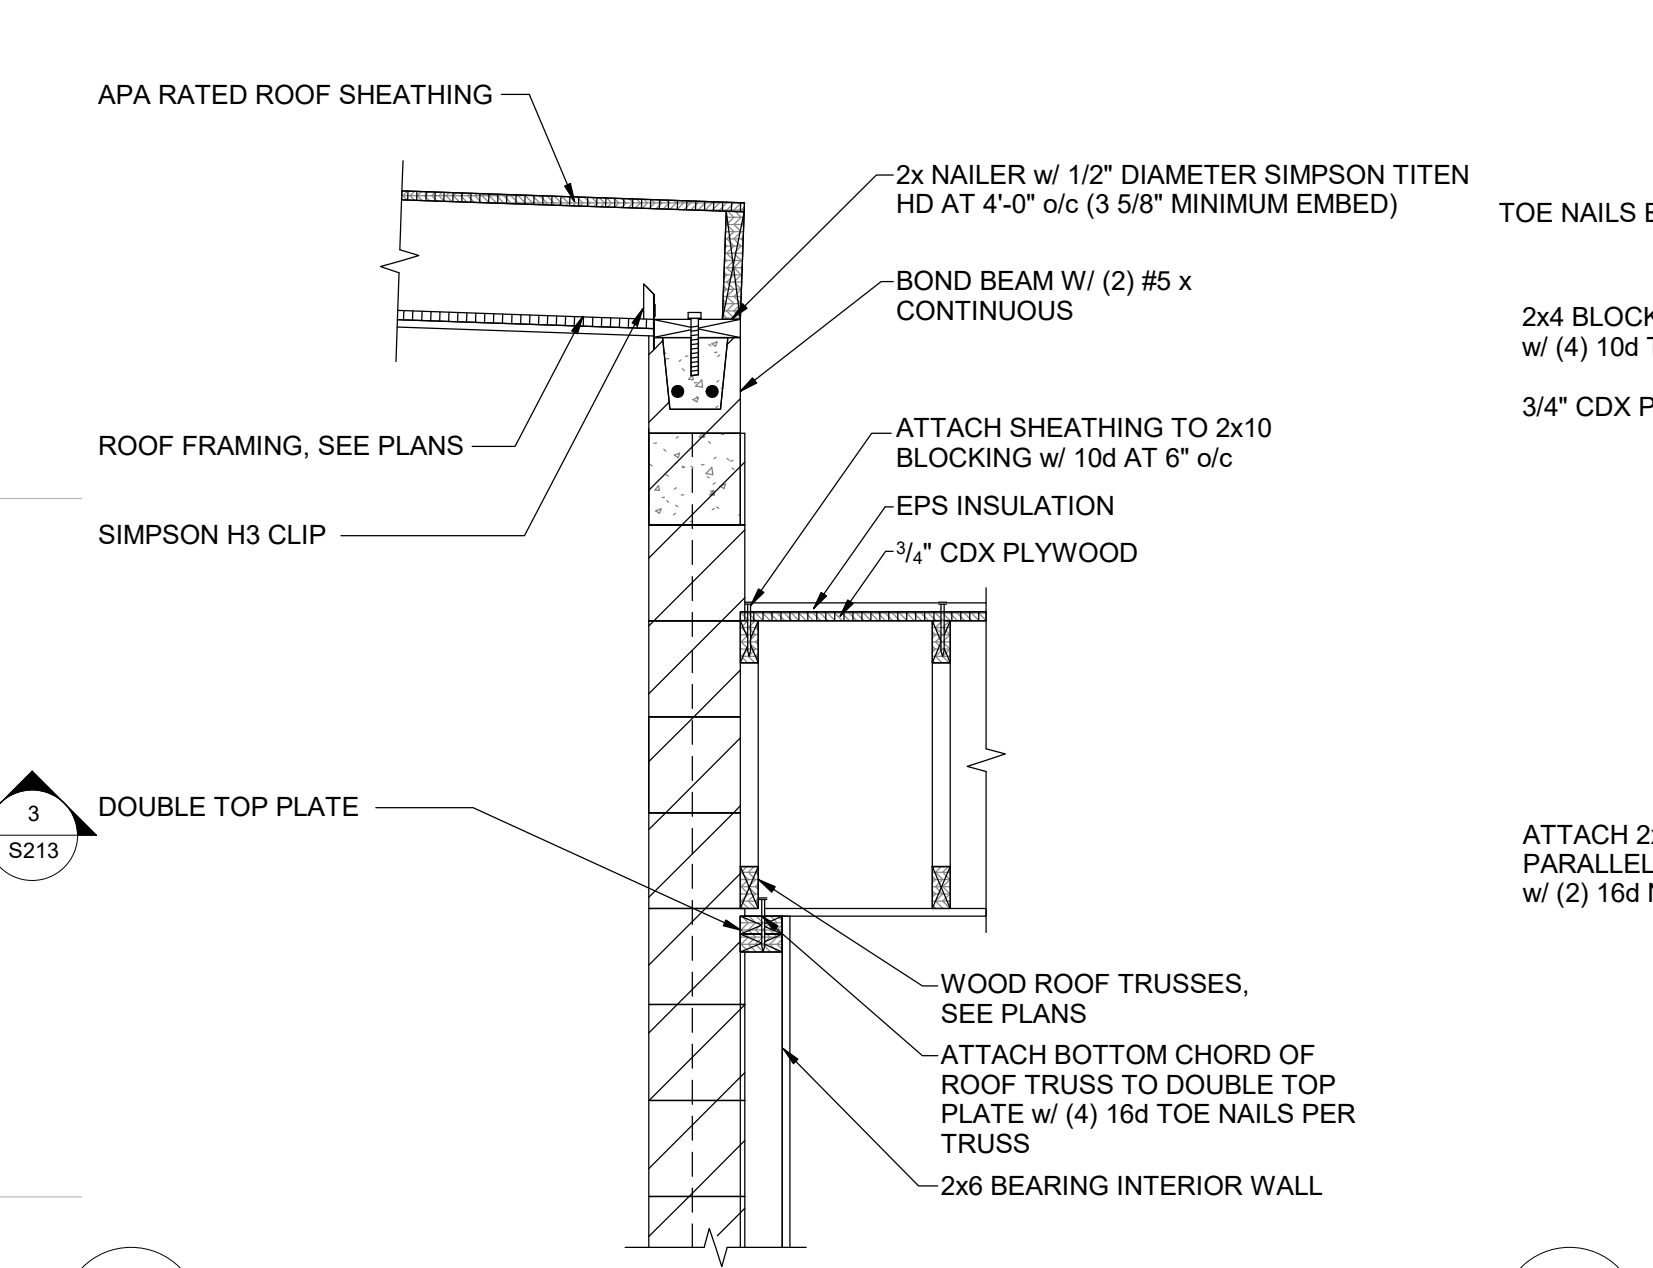 APA RATED ROOF SHEATHING
2x NAILER w/ 1/2" DIAMETER SIMPSON TITEN
HD AT 4'-0" o/c (3 5/8" MINIMUM EMBED)
BOND BEAM W/ (2) #5 x
CONTINUOUS
ROOF FRAMING, SEE PLANS
ATTACH SHEATHING TO 2x10
BLOCKING w/ 10d AT 6" o/c
EPS INSULATION
SIMPSON H3 CLIP
3/4" CDX PLYWOOD
DOUBLE TOP PLATE
3
S213
WOOD ROOF TRUSSES,
SEE PLANS
ATTACH BOTTOM CHORD OF
ROOF TRUSS TO DOUBLE TOP
PLATE w/ (4) 16d TOE NAILS PER
TRUSS
2x6 BEARING INTERIOR WALL
TOE NAILS
2x4
w/ (4) 10d
3/4" CDX
ATTACH
PARALLEL
w/ (2) 16d